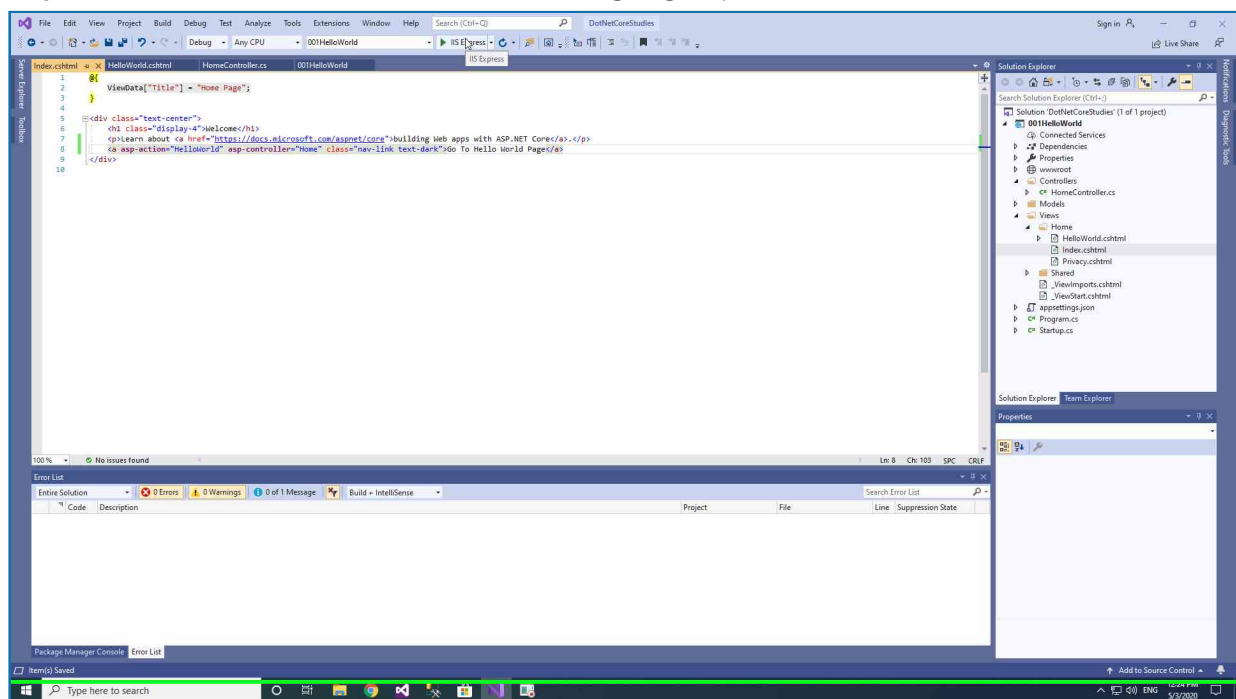 File Edit View Project Build Debug Test Analyze Tools Extensions Window Help Search (Ctrl+Q) DotNetCoreStudies Sign in
Debug Any CPU 001HelloWorld IIS Express Live Share
IIS Express
Server Explorer
Toolbox
Index.cshtml HelloWorld.cshtml HomeController.cs 001HelloWorld
1 @{
2 ViewData["Title"] = "Home Page";
3 }
4
5 <div class="text-center">
6 <h1 class="display-4">Welcome</h1>
7 <p>Learn about <a href="https://docs.microsoft.com/aspnet/core">building Web apps with ASP.NET Core</a>.</p>
8 <a asp-action="HelloWorld" asp-controller="Home" class="nav-link text-dark">Go To Hello World Page</a>
9 </div>
10
100 % No issues found Ln: 8 Ch: 103 SPC CRLF
Solution Explorer
Search Solution Explorer (Ctrl+;)
Solution 'DotNetCoreStudies' (1 of 1 project)
001HelloWorld
Connected Services
Dependencies
Properties
wwwroot
Controllers
C# HomeController.cs
Models
Views
Home
HelloWorld.cshtml
Index.cshtml
Privacy.cshtml
Shared
_ViewImports.cshtml
_ViewStart.cshtml
appsettings.json
C# Program.cs
C# Startup.cs
Solution Explorer Team Explorer
Properties
Notifications
Diagnostic Tools
Error List
Entire Solution 0 Errors 0 Warnings 0 of 1 Message Build + IntelliSense Search Error List
Code Description Project File Line Suppression State
Package Manager Console Error List
Item(s) Saved Add to Source Control
Type here to search ENG 12:24 PM
5/3/2020